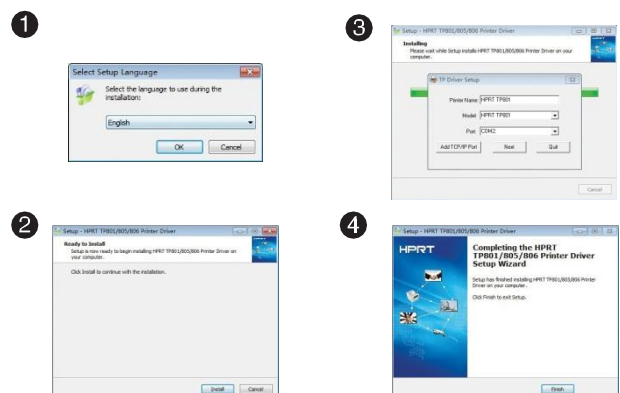 1
Select Setup Language
Select the language to use during the
installation:
English
OK
Cancel
2
Setup - HPRT TP801/805/806 Printer Driver
Ready to Install
Setup is now ready to begin installing HPRT TP801/805/806 Printer Driver on
your computer.
Click Install to continue with the installation.
Install
Cancel
3
Setup - HPRT TP801/805/806 Printer Driver
Installing
Please wait while Setup installs HPRT TP801/805/806 Printer Driver on your
computer.
TP Driver Setup
Printer Name: HPRT TP801
Model: HPRT TP801
Port: COM2
Add TCP/IP Port
Next
Quit
Cancel
4
Setup - HPRT TP801/805/806 Printer Driver
HPRT
Completing the HPRT
TP801/805/806 Printer Driver
Setup Wizard
Setup has finished installing HPRT TP801/805/806 Printer
Driver on your computer.
Click Finish to exit Setup.
Finish